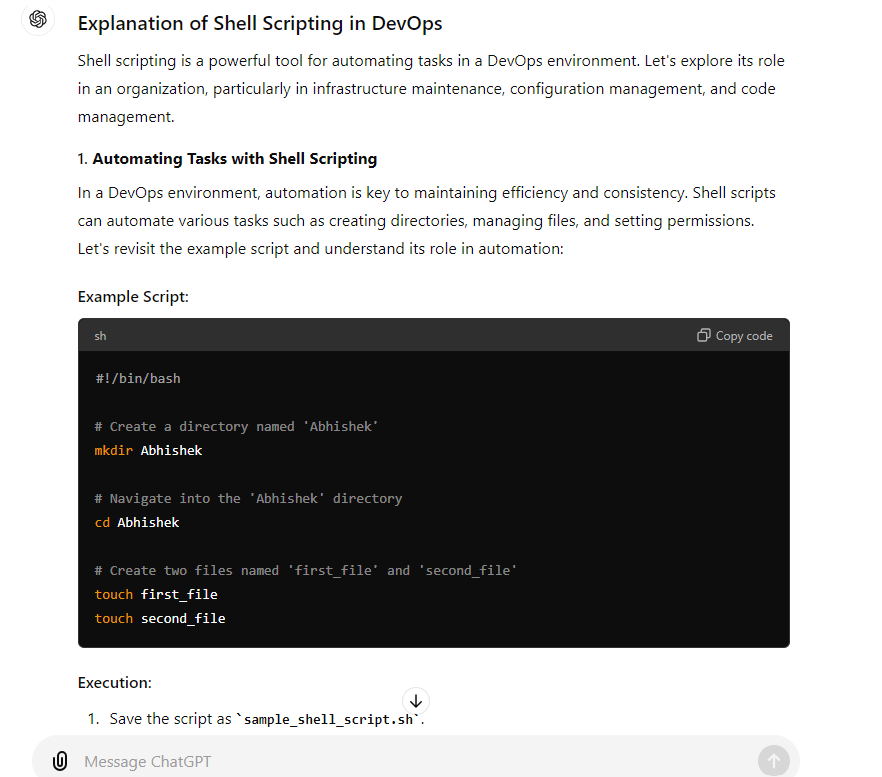 Explanation of Shell Scripting in DevOps
Shell scripting is a powerful tool for automating tasks in a DevOps environment. Let's explore its role
in an organization, particularly in infrastructure maintenance, configuration management, and code
management.
1. Automating Tasks with Shell Scripting
In a DevOps environment, automation is key to maintaining efficiency and consistency. Shell scripts
can automate various tasks such as creating directories, managing files, and setting permissions.
Let's revisit the example script and understand its role in automation:
Example Script:
sh Copy code
#!/bin/bash
# Create a directory named 'Abhishek'
mkdir Abhishek
# Navigate into the 'Abhishek' directory
cd Abhishek
# Create two files named 'first_file' and 'second_file'
touch first_file
touch second_file
Execution:
1. Save the script as `sample_shell_script.sh`.
Message ChatGPT